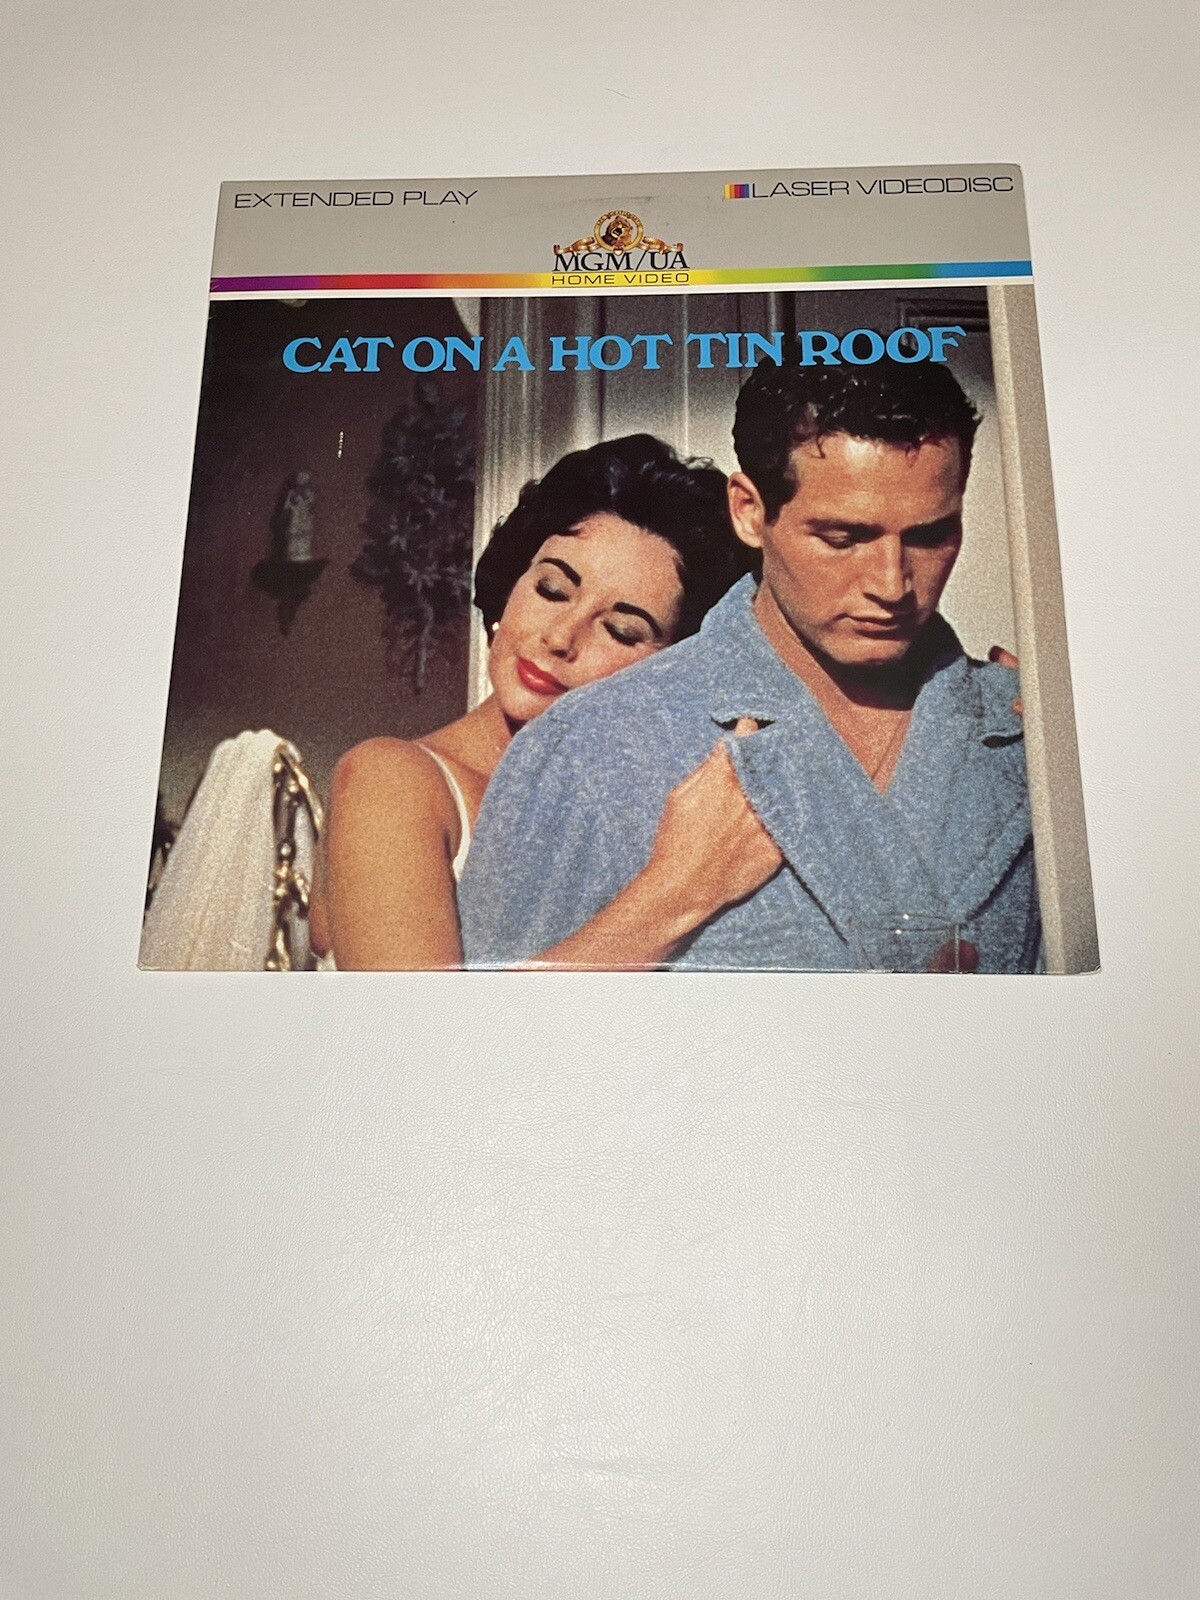 EXTENDED PLAY
LASER VIDEODISC
MGM/UA
HOME VIDEO
CAT ON A HOT TIN ROOF